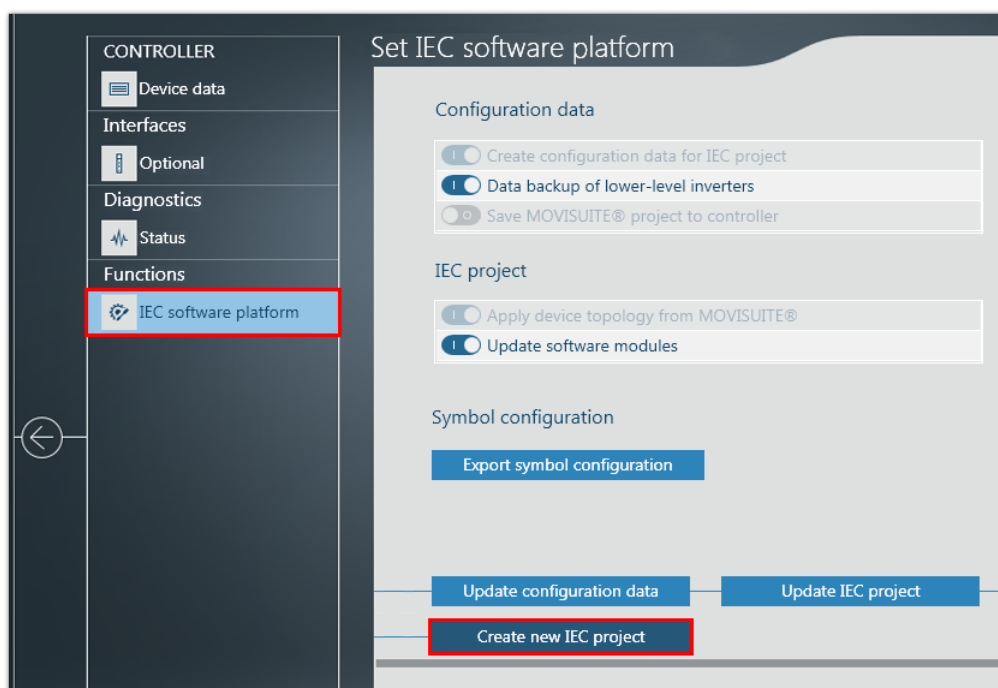 CONTROLLER
Device data
Interfaces
Optional
Diagnostics
Status
Functions
IEC software platform
Set IEC software platform
Configuration data
Create configuration data for IEC project
Data backup of lower-level inverters
Save MOVISUITE® project to controller
IEC project
Apply device topology from MOVISUITE®
Update software modules
Symbol configuration
Export symbol configuration
Update configuration data
Update IEC project
Create new IEC project